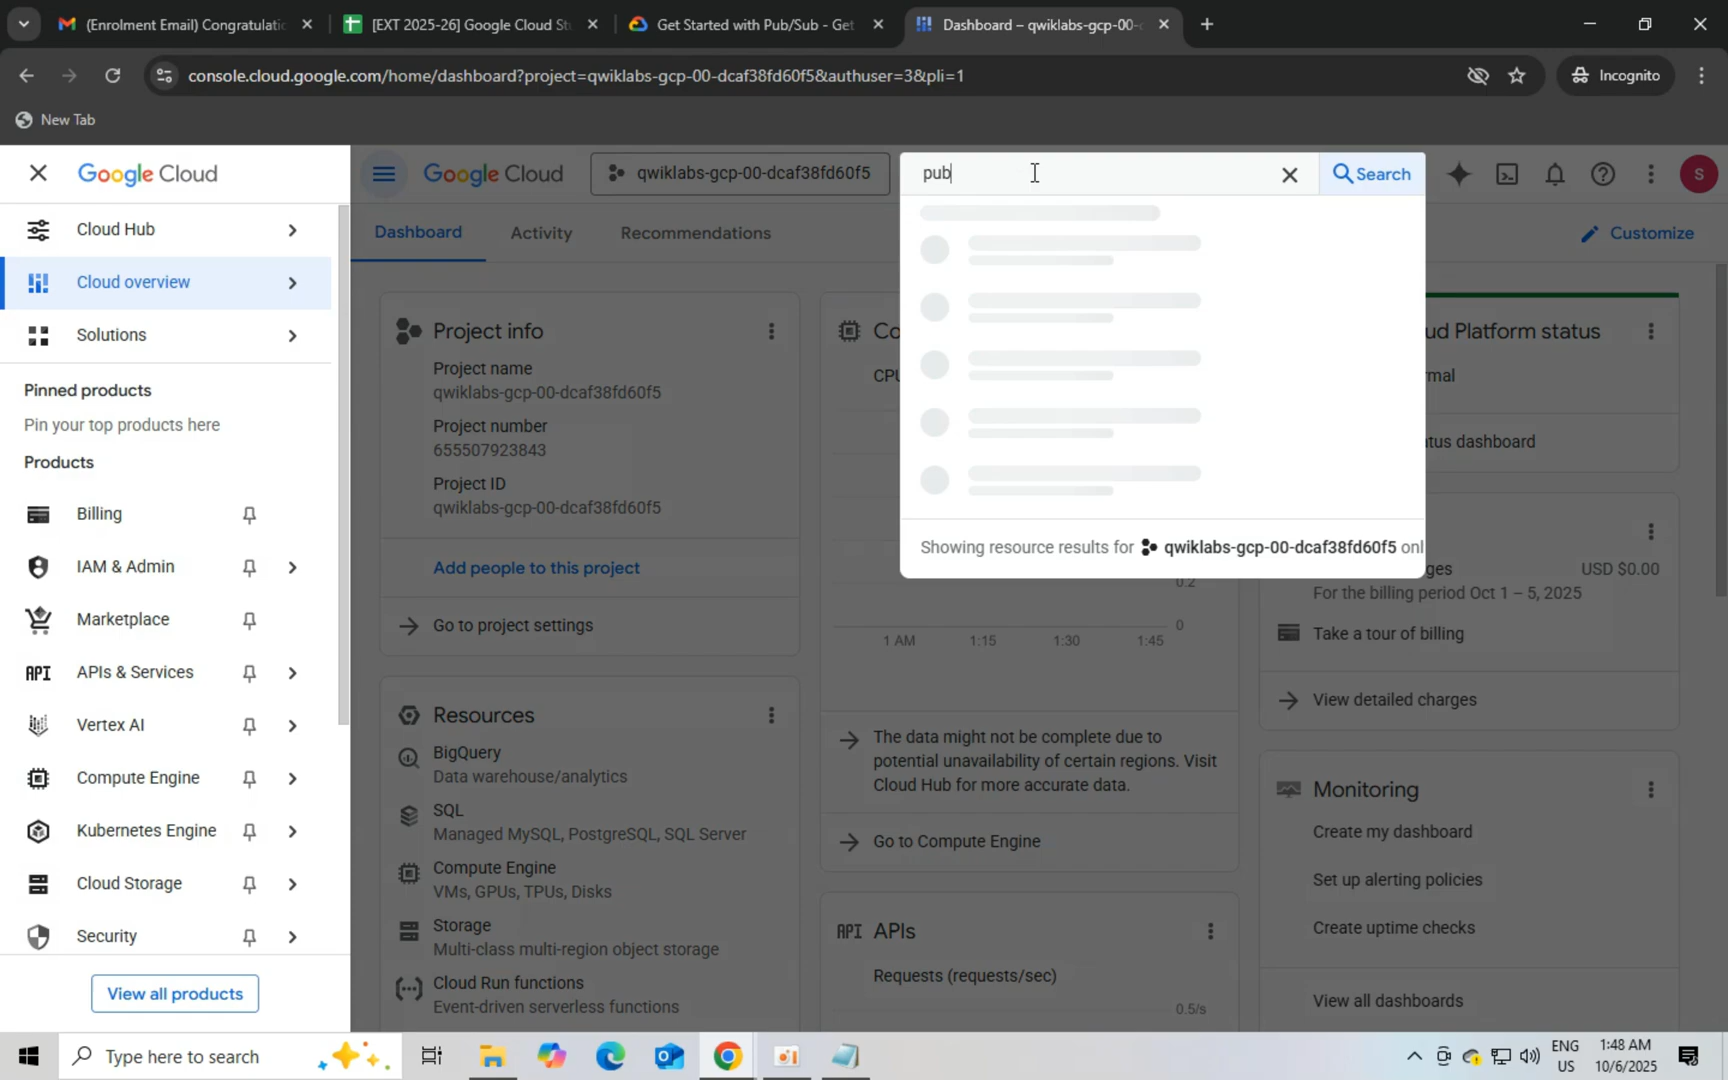 (Enrolment Email) Congratulatio
[EXT 2025-26] Google Cloud St
Get Started with Pub/Sub - Get
Dashboard – qwiklabs-gcp-00-
console.cloud.google.com/home/dashboard?project=qwiklabs-gcp-00-dcaf38fd60f5&authuser=3&pli=1
Incognito
New Tab
Google Cloud
Google Cloud
qwiklabs-gcp-00-dcaf38fd60f5
pub
Search
S
Cloud Hub
Cloud overview
Solutions
Pinned products
Pin your top products here
Products
Billing
IAM & Admin
Marketplace
API APIs & Services
Vertex AI
Compute Engine
Kubernetes Engine
Cloud Storage
Security
View all products
Dashboard
Activity
Recommendations
Customize
Project info
Project name
qwiklabs-gcp-00-dcaf38fd60f5
Project number
655507923843
Project ID
qwiklabs-gcp-00-dcaf38fd60f5
Add people to this project
Go to project settings
Resources
BigQuery
Data warehouse/analytics
SQL
Managed MySQL, PostgreSQL, SQL Server
Compute Engine
VMs, GPUs, TPUs, Disks
Storage
Multi-class multi-region object storage
Cloud Run functions
Event-driven serverless functions
Co
CPU
Showing resource results for qwiklabs-gcp-00-dcaf38fd60f5 onl
0.2
0
1 AM 1:15 1:30 1:45
The data might not be complete due to
potential unavailability of certain regions. Visit
Cloud Hub for more accurate data.
Go to Compute Engine
API APIs
Requests (requests/sec)
0.5/s
ud Platform status
rmal
atus dashboard
ges
USD $0.00
For the billing period Oct 1 – 5, 2025
Take a tour of billing
View detailed charges
Monitoring
Create my dashboard
Set up alerting policies
Create uptime checks
View all dashboards
Type here to search
ENG
US
1:48 AM
10/6/2025